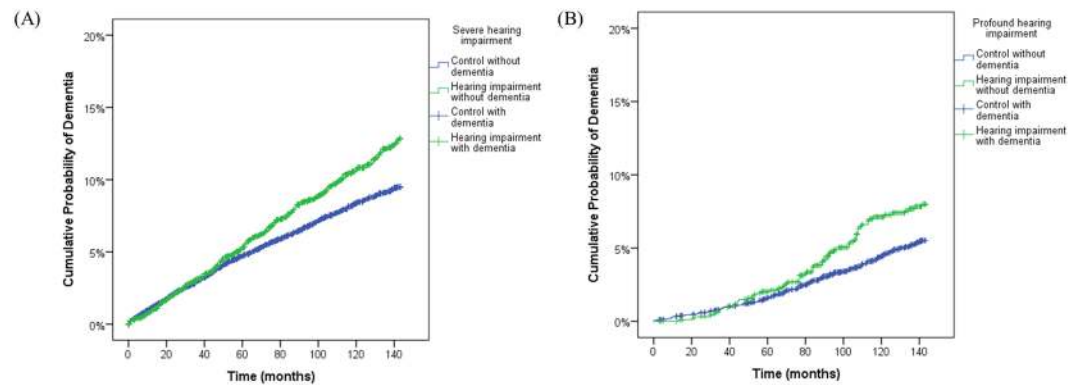 (A)
Severe hearing
impairment
Control without
dementia
Hearing impairment
without dementia
Control with
dementia
Hearing impairment
with dementia
Cumulative Probability of Dementia
20%
15%
10%
5%
0%
0 20 40 60 80 100 120 140
Time (months)
(B)
Profound hearing
impairment
Control without
dementia
Hearing impairment
without dementia
Control with
dementia
Hearing impairment
with dementia
Cumulative Probability of Dementia
20%
15%
10%
5%
0%
0 20 40 60 80 100 120 140
Time (months)